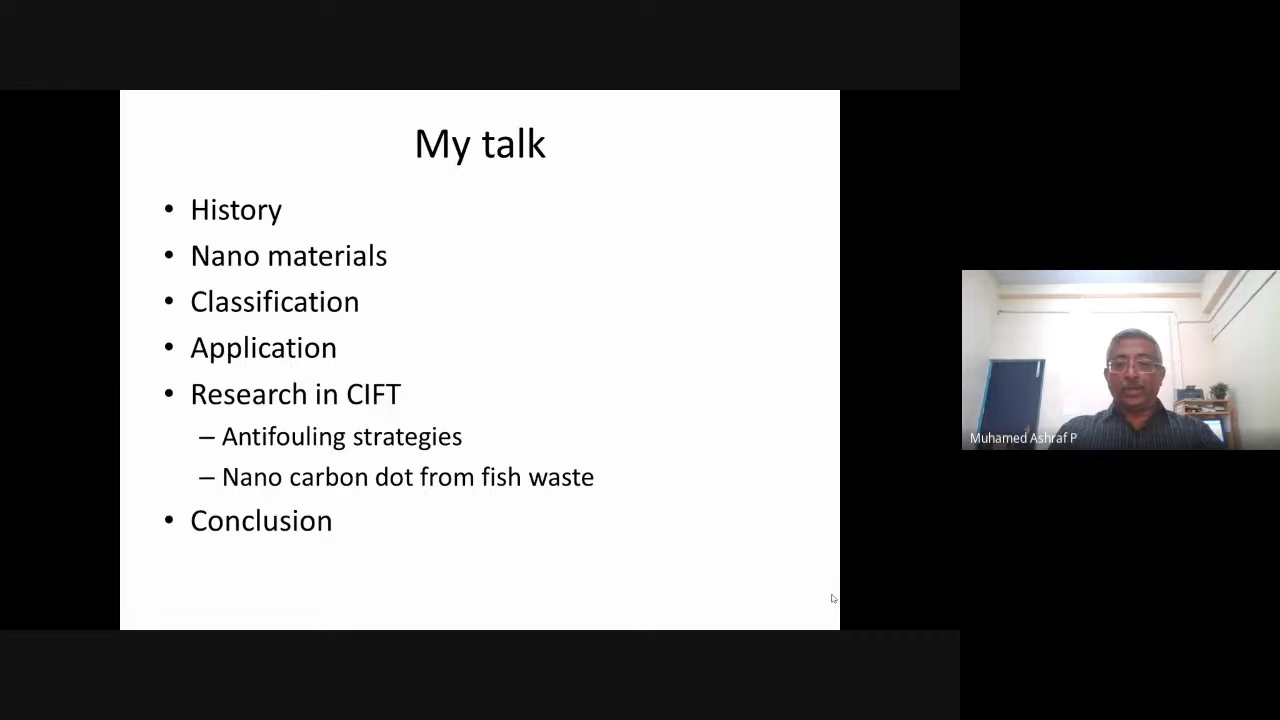 My talk
• History
• Nano materials
• Classification
• Application
• Research in CIFT
– Antifouling strategies
– Nano carbon dot from fish waste
• Conclusion
Muhamed Ashraf P